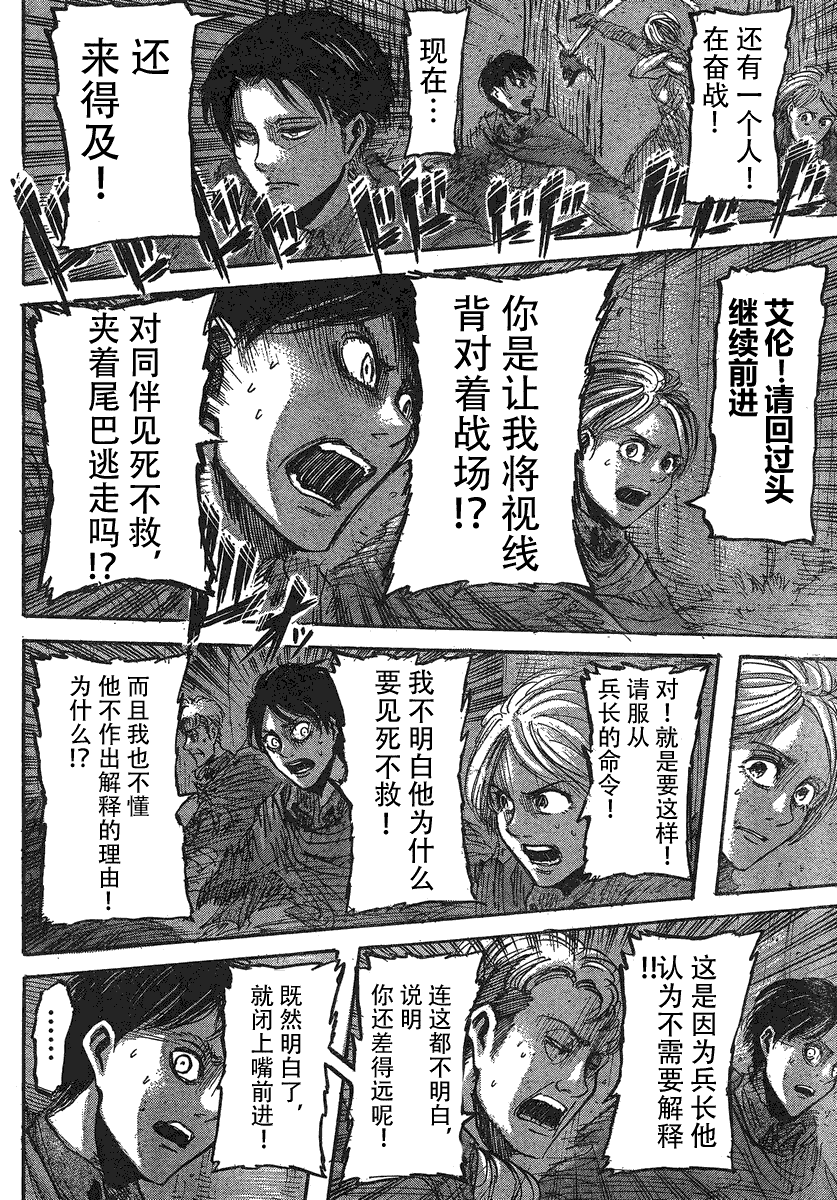 还有一个人！
在奋战！
现在…
还
来得及！
艾伦！请回过头
继续前进
你是让我将视线
背对着战场!?
对同伴见死不救，
夹着尾巴逃走吗!?
对！就是要这样！
请服从
兵长的命令！
我不明白他为什么
要见死不救！
而且我也不懂
他不作出解释的理由！
为什么!?
这是因为兵长他
认为不需要解释
!!
连这都不明白，
说明
你还差得远呢！
既然明白了，
就闭上嘴前进！
……